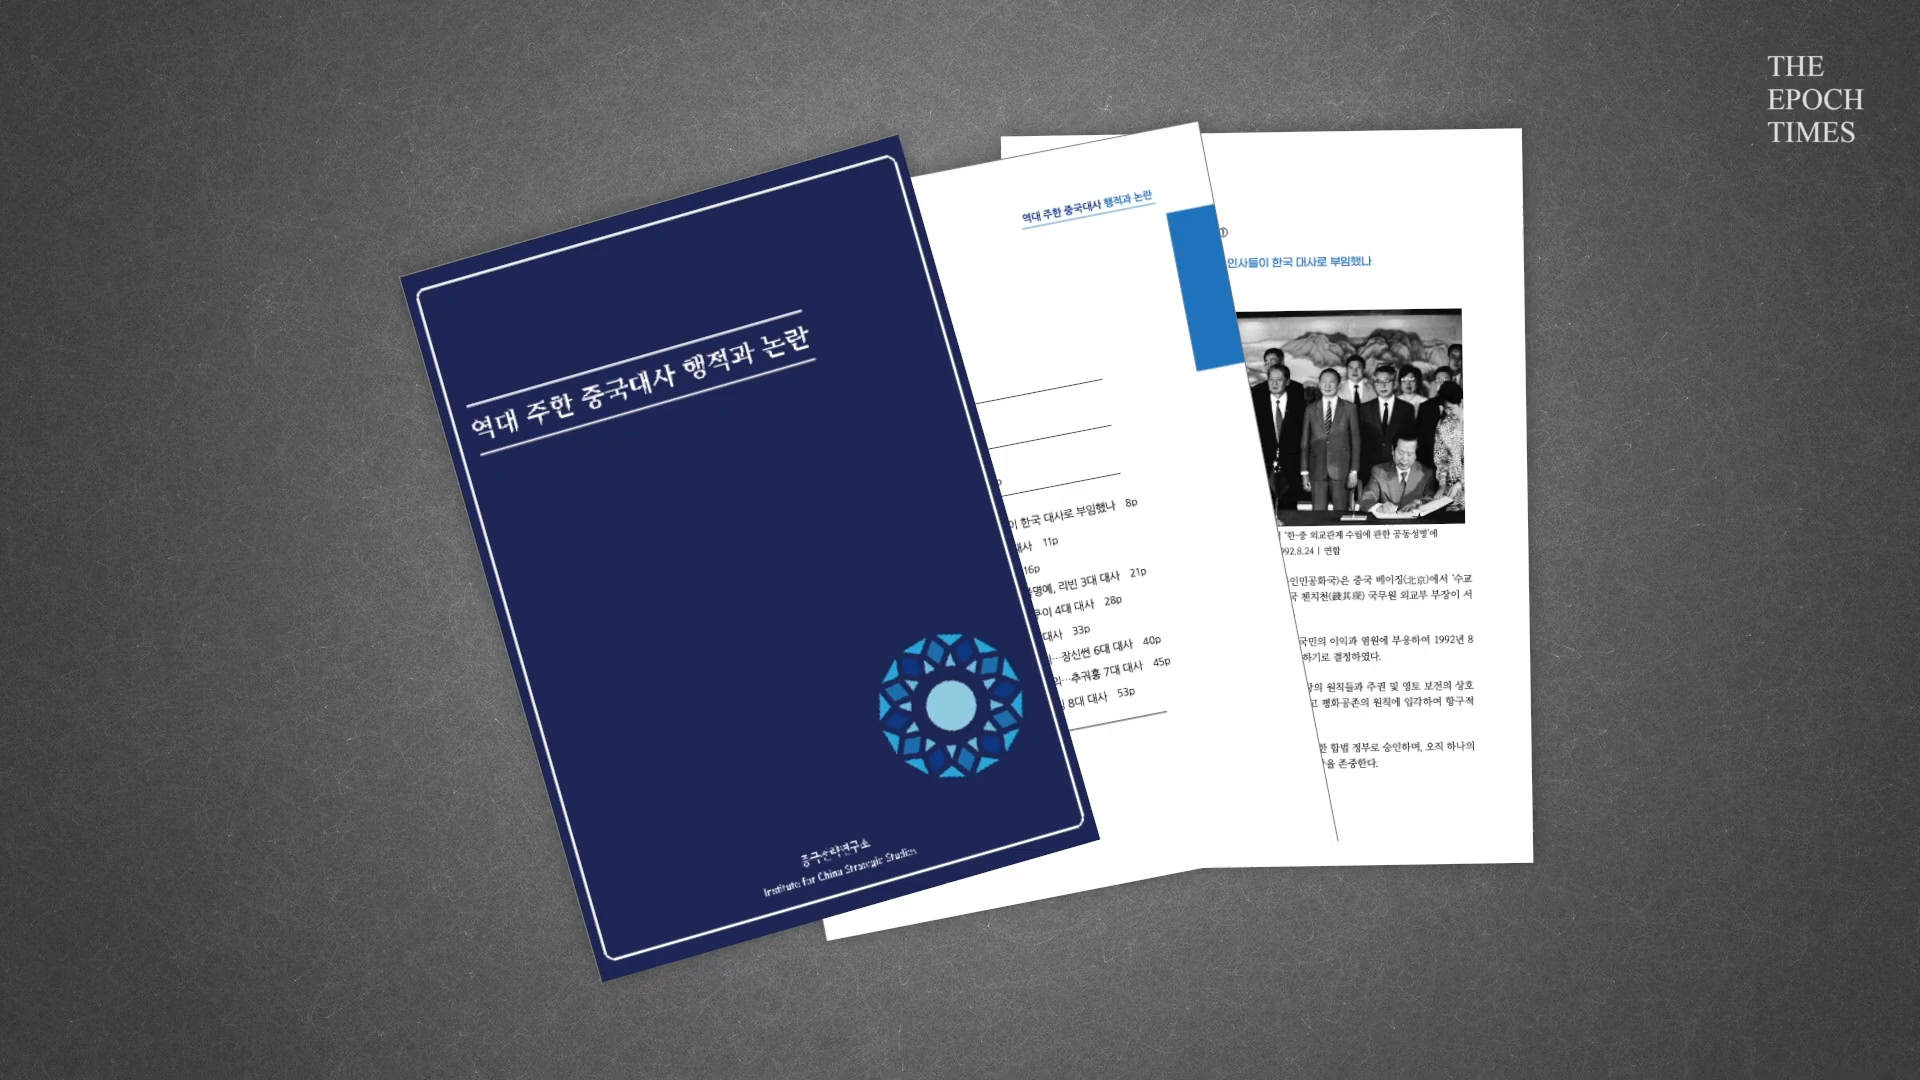 THE
EPOCH
TIMES
역대 주한 중국대사 행적과 논란
중국전략연구소
Institute for China Strategic Studies
역대 주한 중국대사 행적과 논란
이 한국 대사로 부임했나 8p
대사 11p
16p
불명예, 리빈 3대 대사 21p
4대 대사 28p
대사 33p
장신썬 6대 대사 40p
추궈홍 7대 대사 45p
8대 대사 53p
①
인사들이 한국 대사로 부임했나
'한-중 외교관계 수립에 관한 공동성명'에
992.8.24 | 연합
인민공화국)은 중국 베이징(北京)에서 '수교
국 첸치천(錢其琛) 국무원 외교부 부장이 서
국민의 이익과 염원에 부응하여 1992년 8
하기로 결정하였다.
장의 원칙들과 주권 및 영토 보전의 상호
고 평화공존의 원칙에 입각하여 항구적
한 합법 정부로 승인하며, 오직 하나의
을 존중한다.